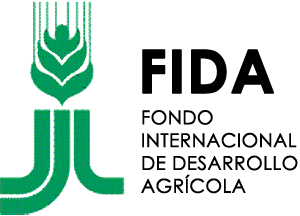 FIDA
FONDO
INTERNACIONAL
DE DESARROLLO
AGRÍCOLA